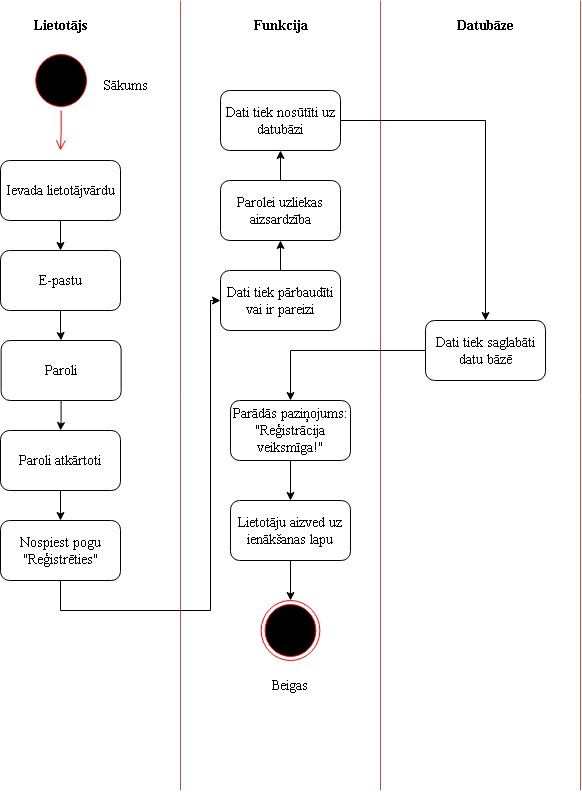 Lietotājs
Funkcija
Datubāze
Sākums
Ievada lietotājvārdu
E-pastu
Paroli
Paroli atkārtoti
Nospiest pogu
"Reģistrēties"
Dati tiek pārbaudīti
vai ir pareizi
Parolei uzliekas
aizsardzība
Dati tiek nosūtīti uz
datubāzi
Dati tiek saglabāti
datu bāzē
Parādās paziņojums:
"Reģistrācija
veiksmīga!"
Lietotāju aizved uz
ienākšanas lapu
Beigas